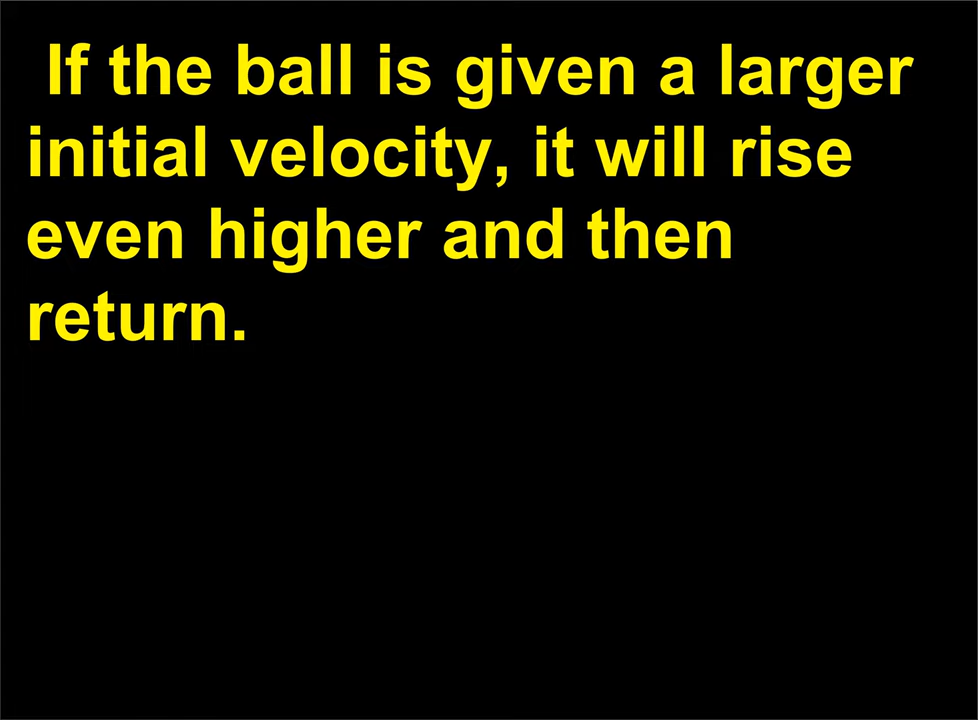 If the ball is given a larger
initial velocity, it will rise
even higher and then
return.